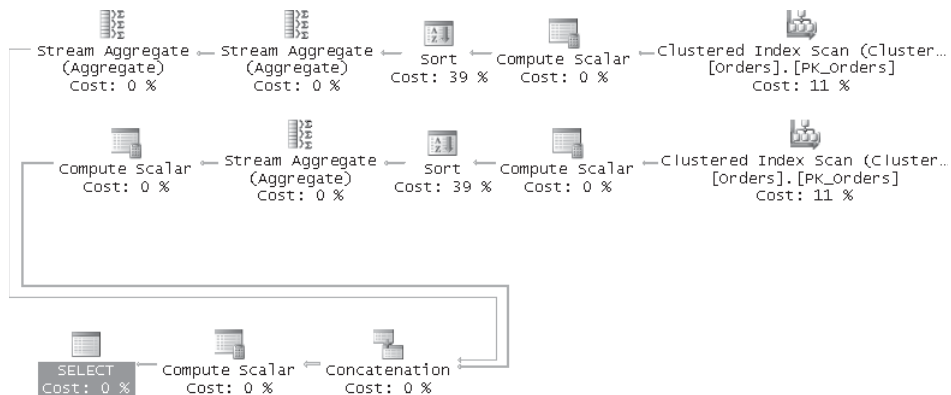 Stream Aggregate
(Aggregate)
Cost: 0 %
Stream Aggregate
(Aggregate)
Cost: 0 %
Sort
Cost: 39 %
Compute Scalar
Cost: 0 %
Clustered Index Scan (Cluster…
[Orders].[PK_Orders]
Cost: 11 %
Compute Scalar
Cost: 0 %
Stream Aggregate
(Aggregate)
Cost: 0 %
Sort
Cost: 39 %
Compute Scalar
Cost: 0 %
Clustered Index Scan (Cluster…
[Orders].[PK_Orders]
Cost: 11 %
SELECT
Cost: 0 %
Compute Scalar
Cost: 0 %
Concatenation
Cost: 0 %